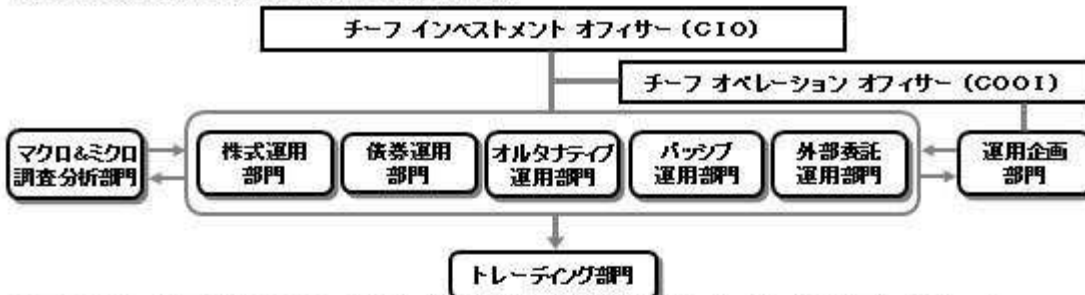 チーフ インベストメント オフィサー (CIO)
チーフ オペレーション オフィサー (COOI)
マクロ&ミクロ
調査分析部門
株式運用
部門
債券運用
部門
オルタナティブ
運用部門
パッシブ
運用部門
外部委託
運用部門
運用企画
部門
トレーディング部門